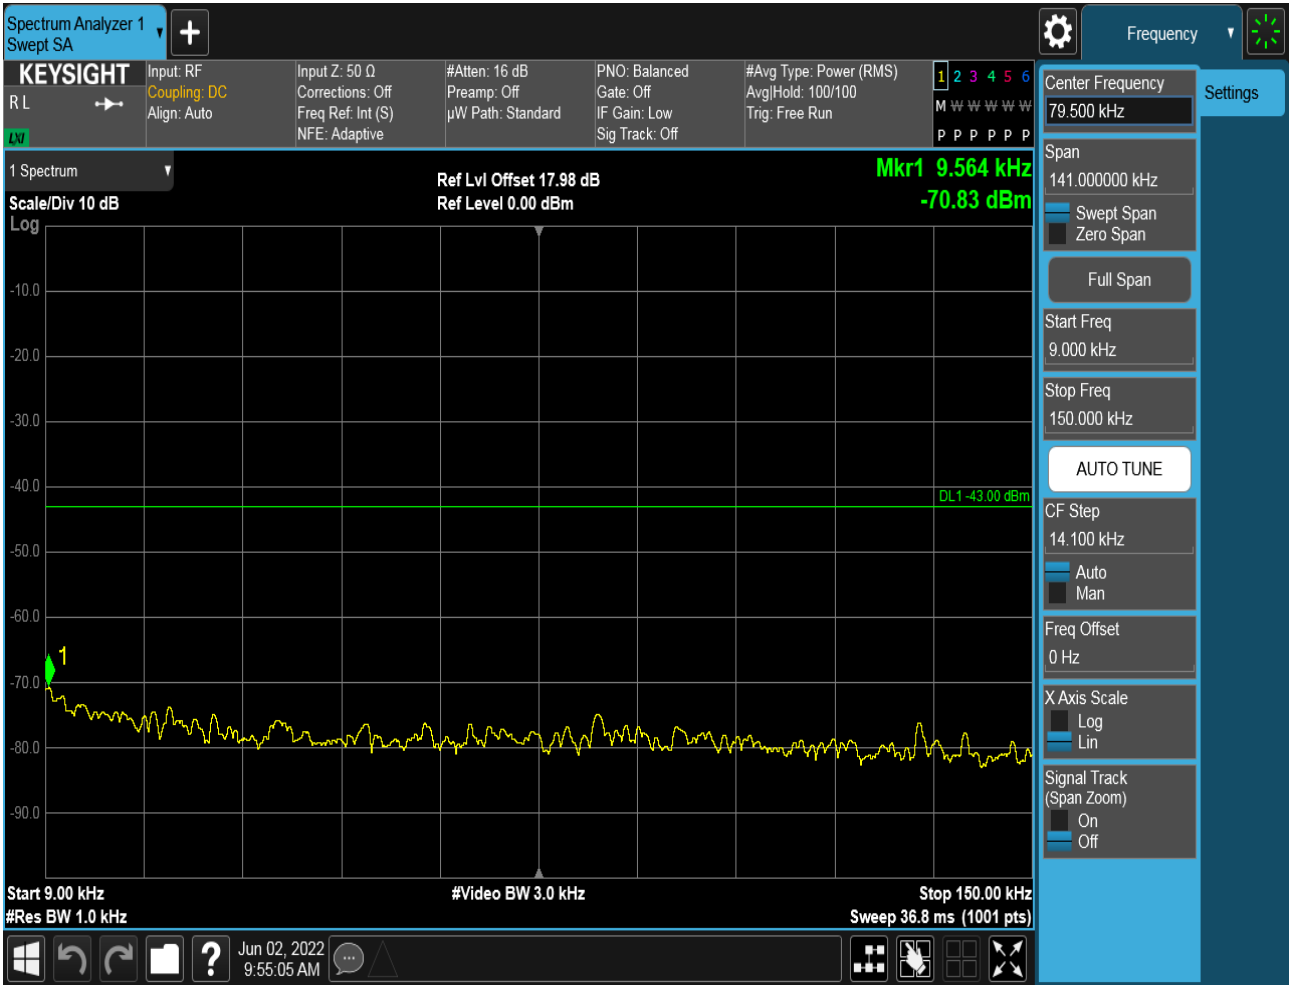 Spectrum Analyzer 1
Swept SA
Frequency
KEYSIGHT
R L
LXI
Input: RF
Coupling: DC
Align: Auto
Input Z: 50 Ω
Corrections: Off
Freq Ref: Int (S)
NFE: Adaptive
#Atten: 16 dB
Preamp: Off
µW Path: Standard
PNO: Balanced
Gate: Off
IF Gain: Low
Sig Track: Off
#Avg Type: Power (RMS)
Avg|Hold: 100/100
Trig: Free Run
1 2 3 4 5 6
M W W W W W
P P P P P P
1 Spectrum
Scale/Div 10 dB
Log
Ref Lvl Offset 17.98 dB
Ref Level 0.00 dBm
Mkr1 9.564 kHz
-70.83 dBm
-10.0
-20.0
-30.0
-40.0
DL1 -43.00 dBm
-50.0
-60.0
1
-70.0
-80.0
-90.0
Start 9.00 kHz
#Res BW 1.0 kHz
#Video BW 3.0 kHz
Stop 150.00 kHz
Sweep 36.8 ms (1001 pts)
Center Frequency
79.500 kHz
Settings
Span
141.000000 kHz
Swept Span
Zero Span
Full Span
Start Freq
9.000 kHz
Stop Freq
150.000 kHz
AUTO TUNE
CF Step
14.100 kHz
Auto
Man
Freq Offset
0 Hz
X Axis Scale
Log
Lin
Signal Track
(Span Zoom)
On
Off
?
Jun 02, 2022
9:55:05 AM